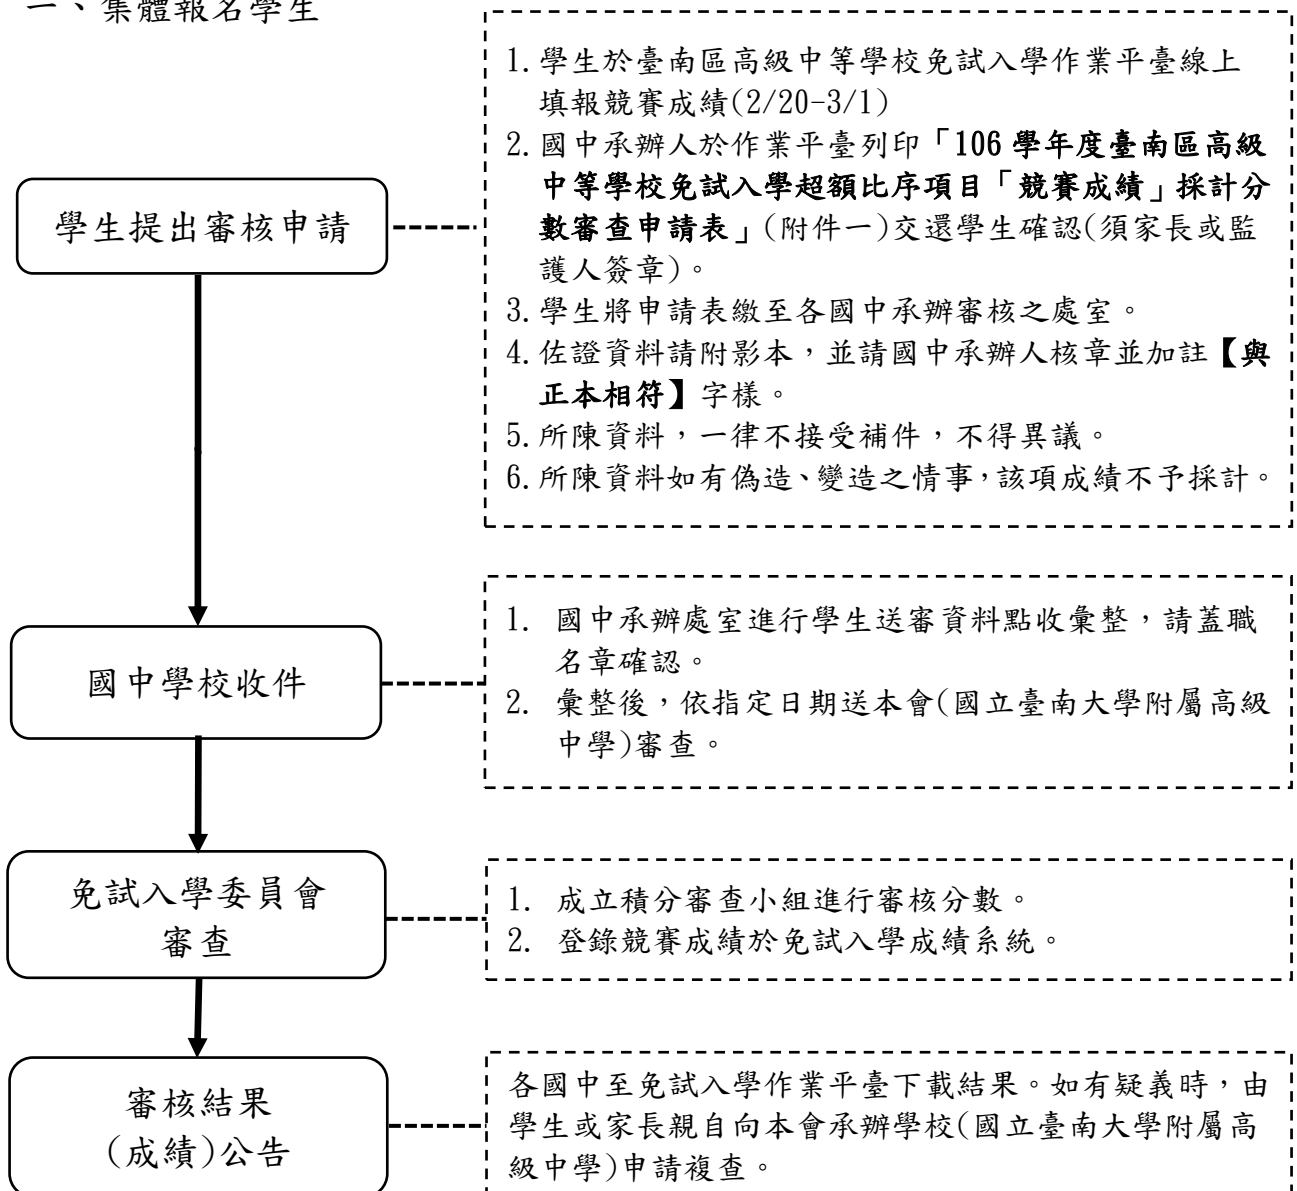 一、集體報名學生
1.學生於臺南區高級中等學校免試入學作業平臺線上
填報競賽成績(2/20-3/1)
2.國中承辦人於作業平臺列印「106學年度臺南區高級
中等學校免試入學超額比序項目「競賽成績」採計分
數審查申請表」(附件一)交還學生確認(須家長或監
護人簽章)。
3.學生將申請表繳至各國中承辦審核之處室。
4.佐證資料請附影本，並請國中承辦人核章並加註【與
正本相符】字樣。
5.所陳資料，一律不接受補件，不得異議。
6.所陳資料如有偽造、變造之情事，該項成績不予採計。
學生提出審核申請
1. 國中承辦處室進行學生送審資料點收彙整，請蓋職
名章確認。
2. 彙整後，依指定日期送本會(國立臺南大學附屬高級
中學)審查。
國中學校收件
免試入學委員會
審查
1. 成立積分審查小組進行審核分數。
2. 登錄競賽成績於免試入學成績系統。
審核結果
(成績)公告
各國中至免試入學作業平臺下載結果。如有疑義時，由
學生或家長親自向本會承辦學校(國立臺南大學附屬高
級中學)申請複查。